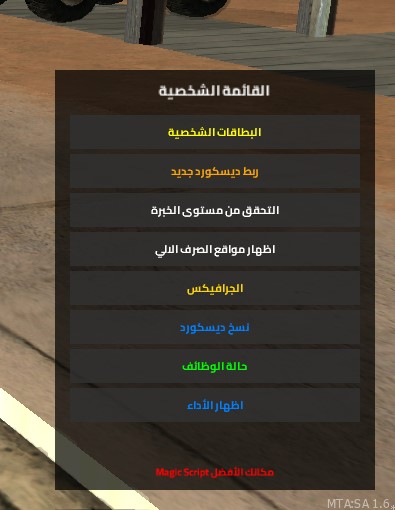 القائمة الشخصية
البطاقات الشخصية
ربط ديسكورد جديد
التحقق من مستوى الخبرة
اظهار مواقع الصرف الالي
الجرافيكس
نسخ ديسكورد
حالة الوظائف
اظهار الأداء
مكانك الأفضل Magic Script
MTA:SA 1.6